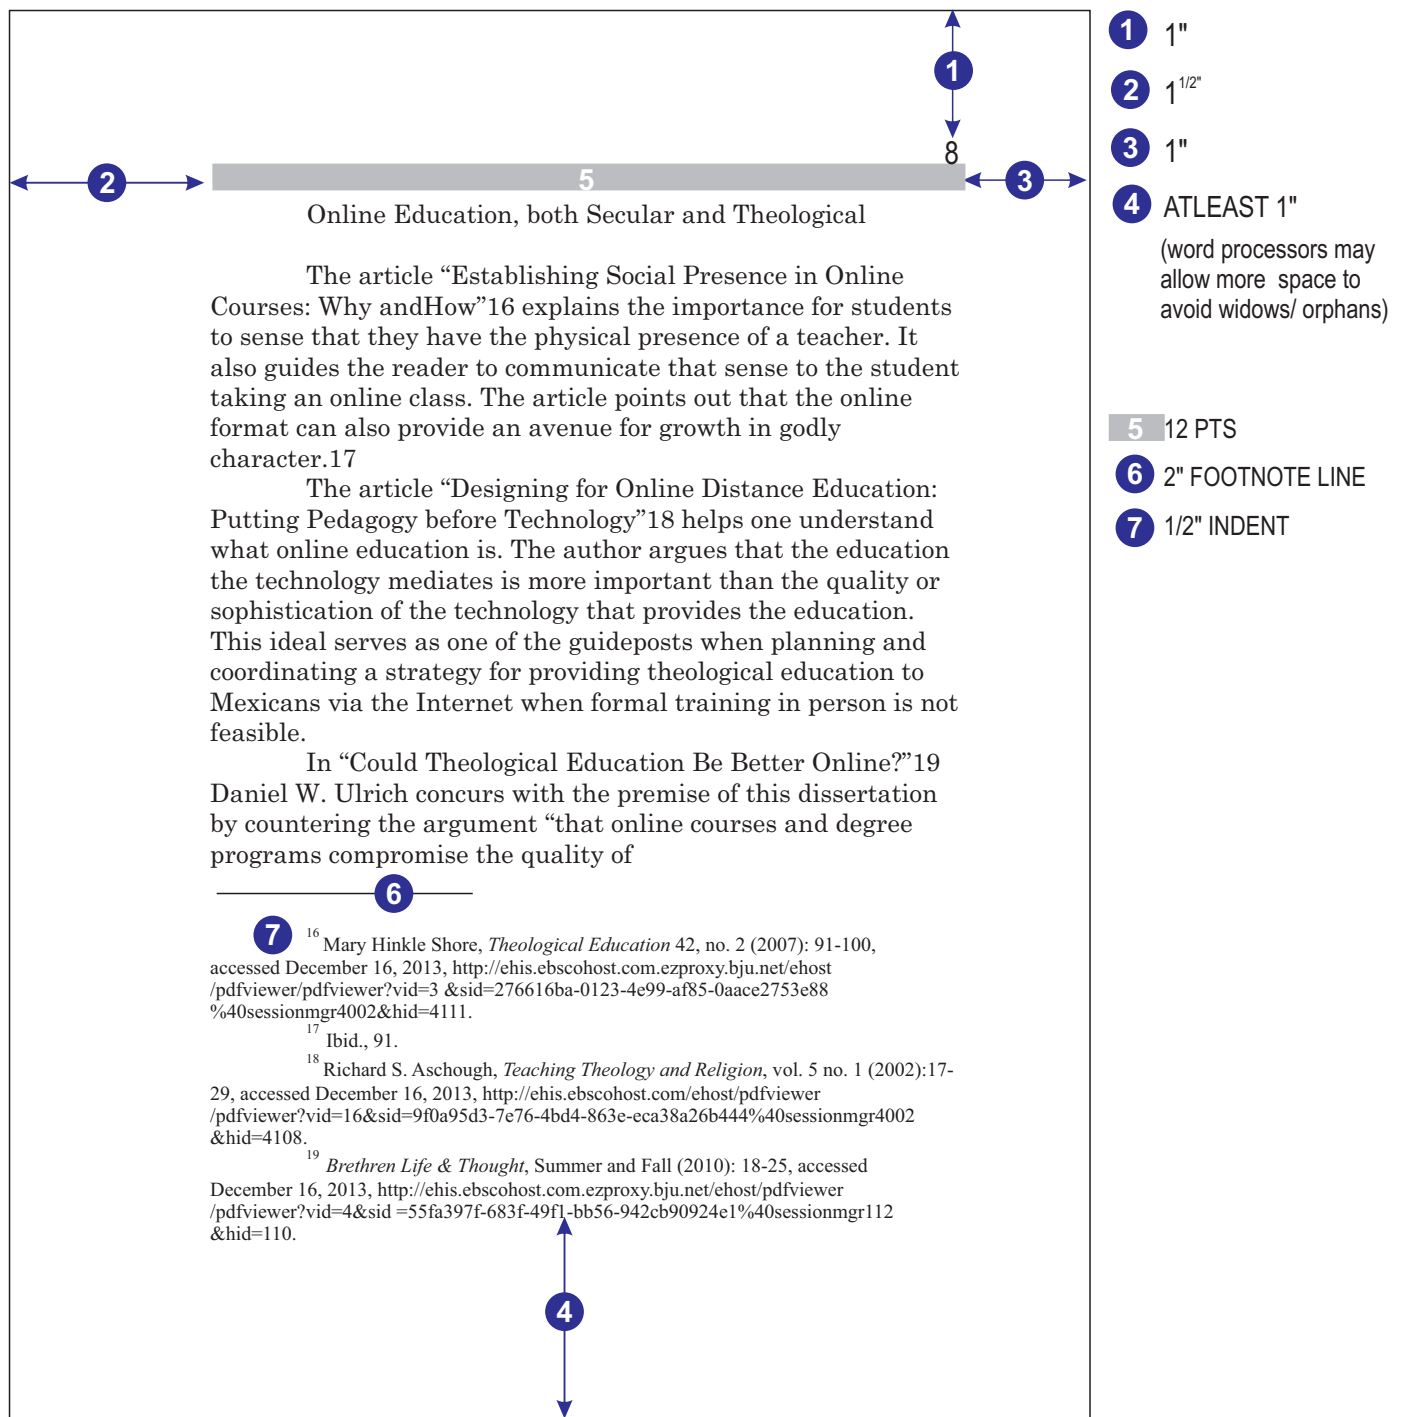 1
8
2
5
3
Online Education, both Secular and Theological
The article “Establishing Social Presence in Online
Courses: Why andHow”16 explains the importance for students
to sense that they have the physical presence of a teacher. It
also guides the reader to communicate that sense to the student
taking an online class. The article points out that the online
format can also provide an avenue for growth in godly
character.17
The article “Designing for Online Distance Education:
Putting Pedagogy before Technology”18 helps one understand
what online education is. The author argues that the education
the technology mediates is more important than the quality or
sophistication of the technology that provides the education.
This ideal serves as one of the guideposts when planning and
coordinating a strategy for providing theological education to
Mexicans via the Internet when formal training in person is not
feasible.
In “Could Theological Education Be Better Online?”19
Daniel W. Ulrich concurs with the premise of this dissertation
by countering the argument “that online courses and degree
programs compromise the quality of
6
7
16 Mary Hinkle Shore, Theological Education 42, no. 2 (2007): 91-100,
accessed December 16, 2013, http://ehis.ebscohost.com.ezproxy.bju.net/ehost
/pdfviewer/pdfviewer?vid=3 &sid=276616ba-0123-4e99-af85-0aace2753e88
%40sessionmgr4002&hid=4111.
17 Ibid., 91.
18 Richard S. Aschough, Teaching Theology and Religion, vol. 5 no. 1 (2002):17-
29, accessed December 16, 2013, http://ehis.ebscohost.com/ehost/pdfviewer
/pdfviewer?vid=16&sid=9f0a95d3-7e76-4bd4-863e-eca38a26b444%40sessionmgr4002
&hid=4108.
19 Brethren Life & Thought, Summer and Fall (2010): 18-25, accessed
December 16, 2013, http://ehis.ebscohost.com.ezproxy.bju.net/ehost/pdfviewer
/pdfviewer?vid=4&sid =55fa397f-683f-49f1-bb56-942cb90924e1%40sessionmgr112
&hid=110.
4
1 1"
2 1 1/2"
3 1"
4 ATLEAST 1"
(word processors may
allow more space to
avoid widows/ orphans)
5 12 PTS
6 2" FOOTNOTE LINE
7 1/2" INDENT